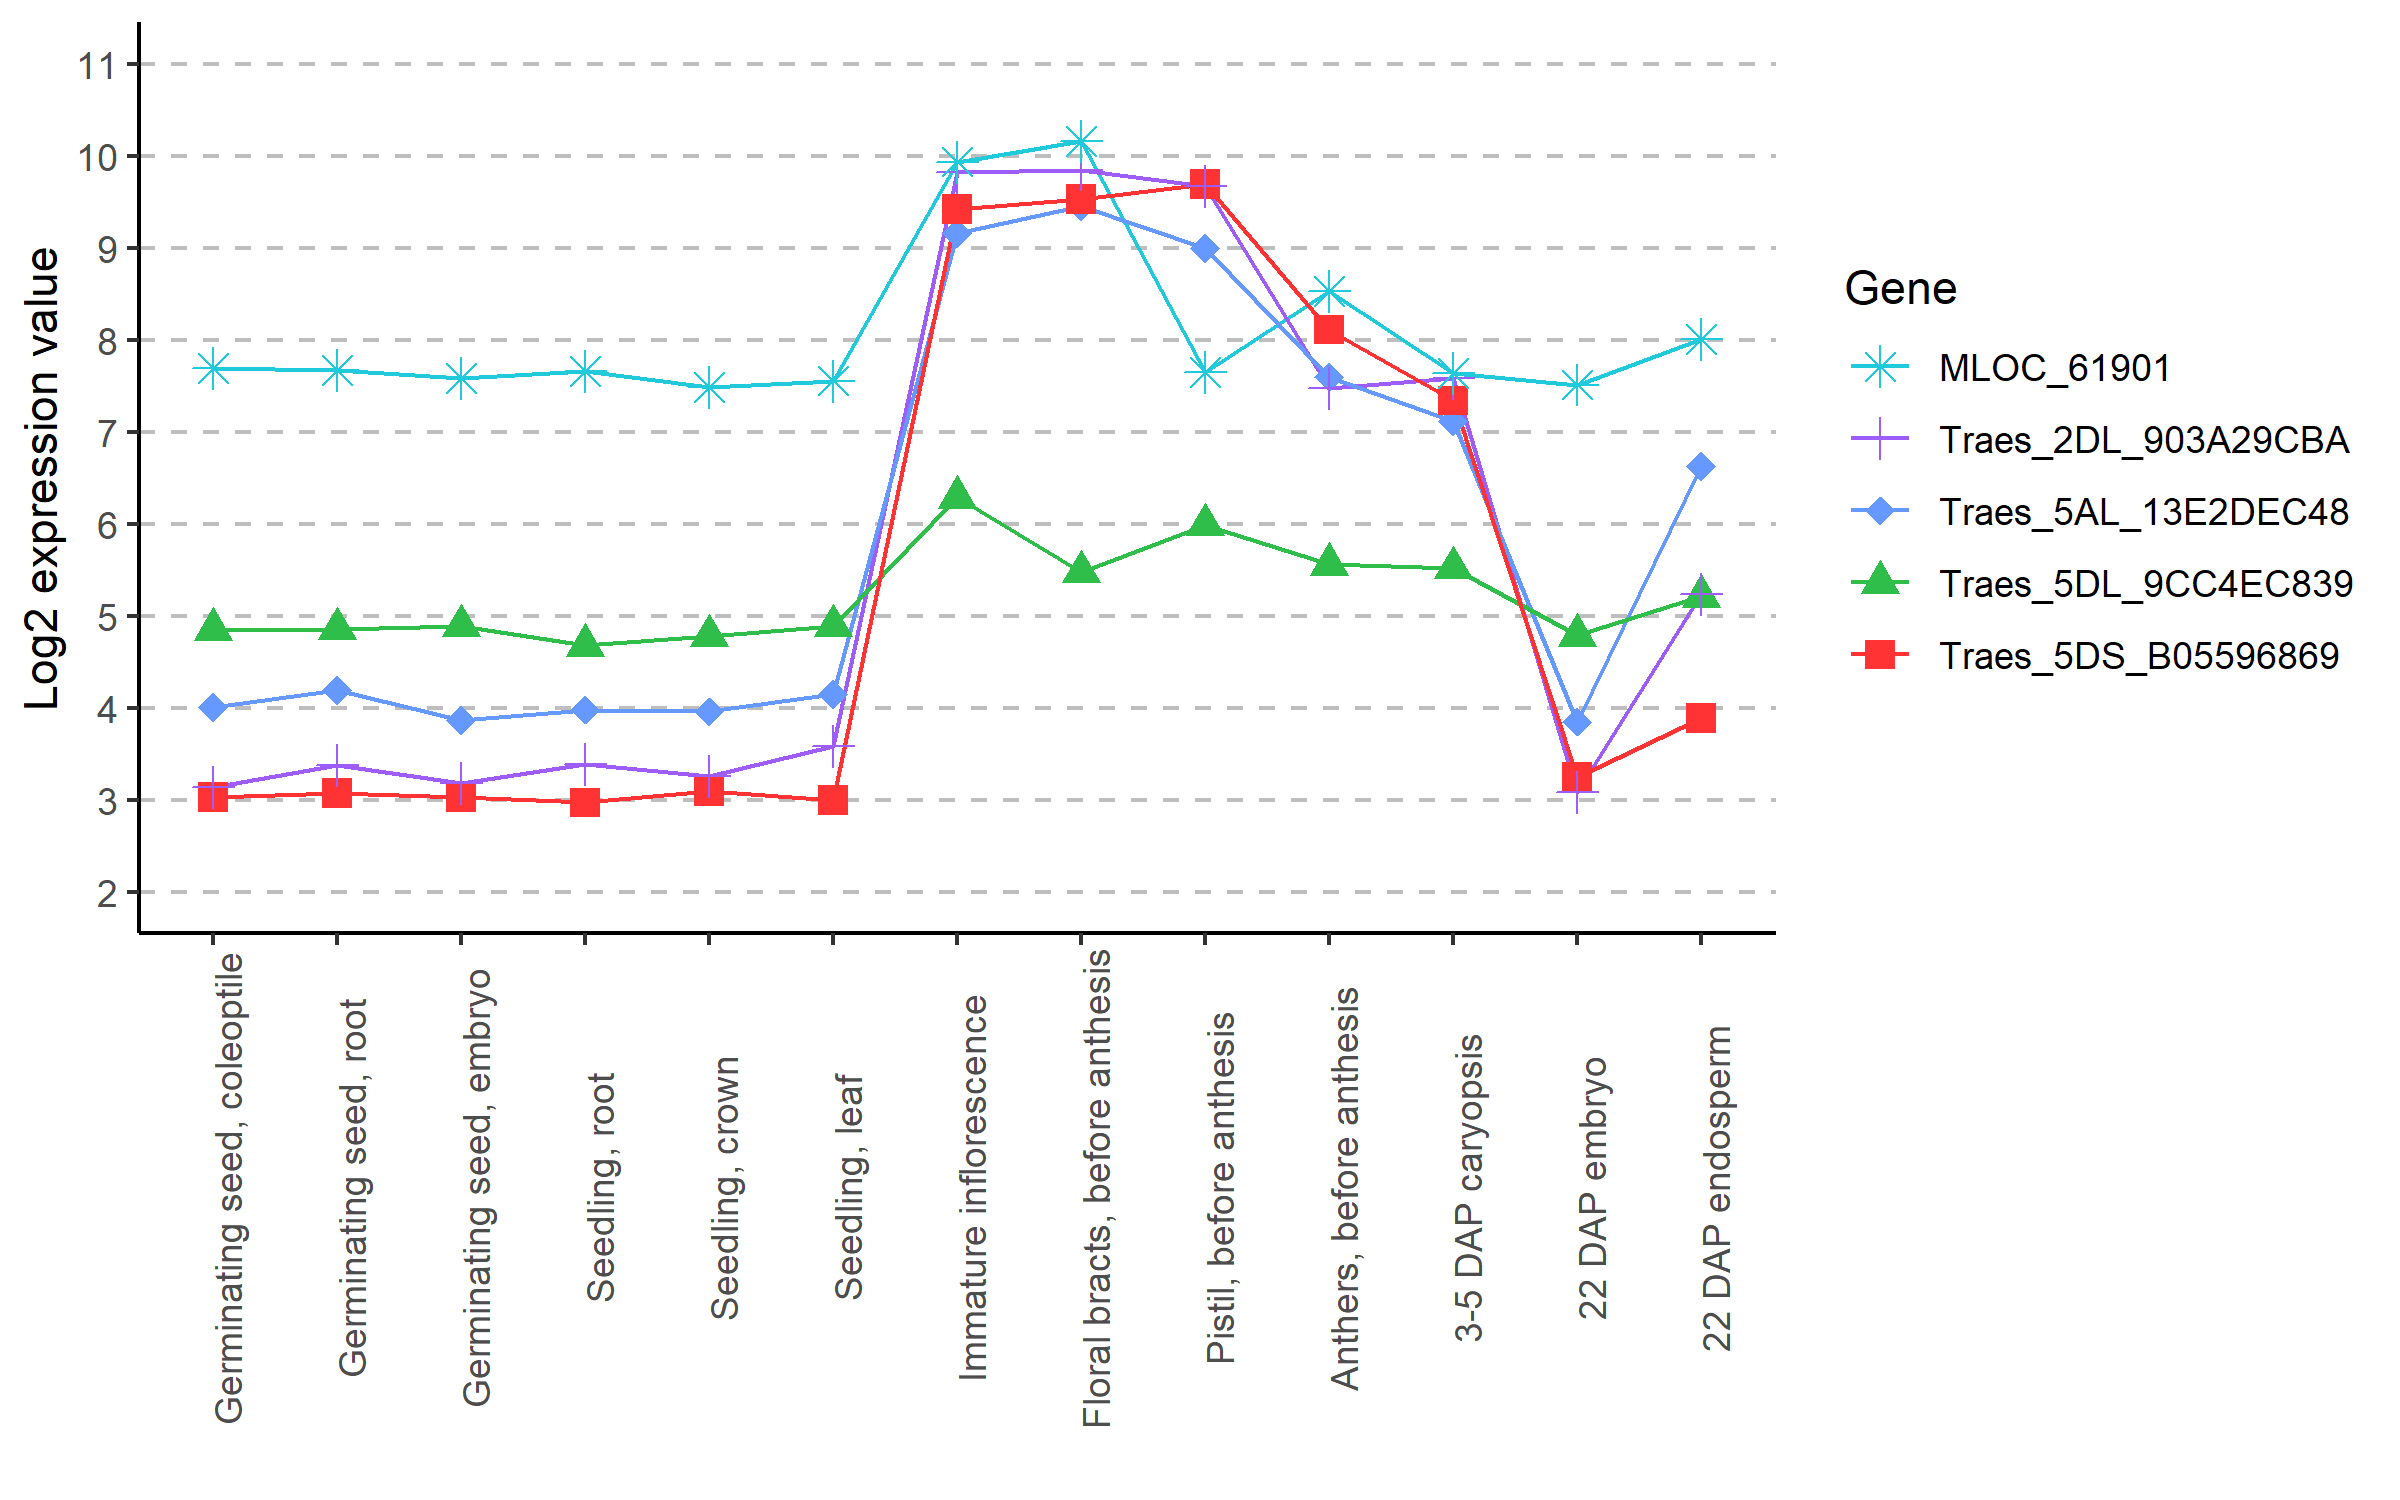 Log2 expression value
11
10
9
8
7
6
5
4
3
2
Germinating seed, coleoptile
Germinating seed, root
Germinating seed, embryo
Seedling, root
Seedling, crown
Seedling, leaf
Immature inflorescence
Floral bracts, before anthesis
Pistil, before anthesis
Anthers, before anthesis
3-5 DAP caryopsis
22 DAP embryo
22 DAP endosperm
Gene
MLOC_61901
Traes_2DL_903A29CBA
Traes_5AL_13E2DEC48
Traes_5DL_9CC4EC839
Traes_5DS_B05596869